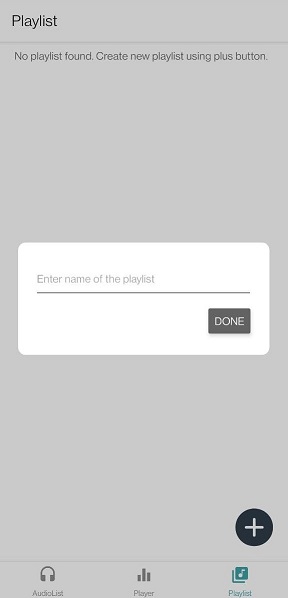 Playlist
No playlist found. Create new playlist using plus button.
Enter name of the playlist
DONE
AudioList
Player
Playlist